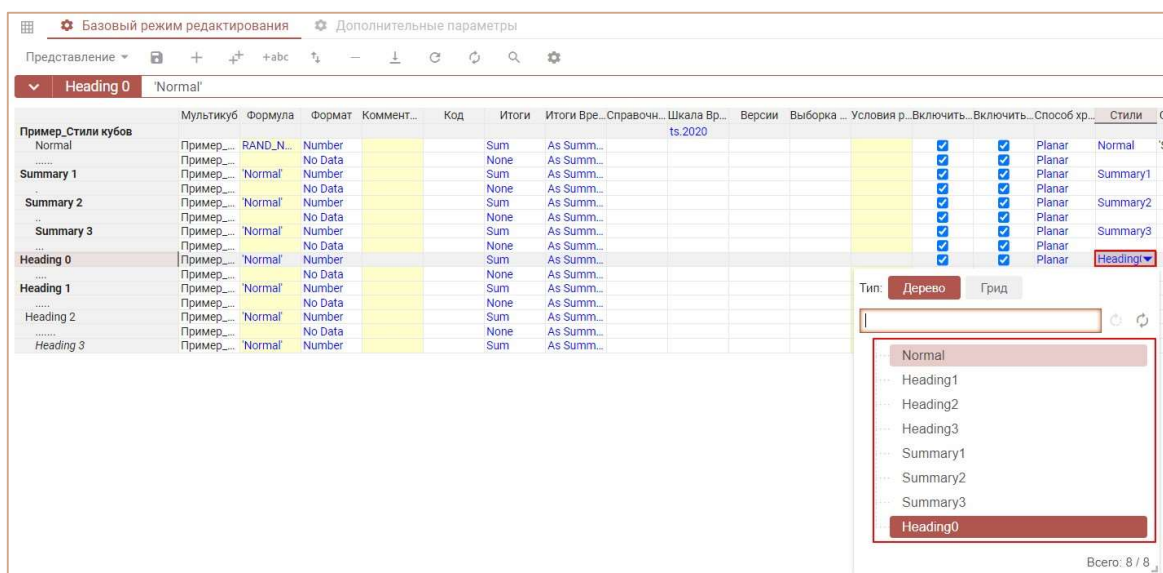 Базовый режим редактирования Дополнительные параметры
Представление +abc
Heading 0 'Normal'
Мультикуб Формула Формат Коммент... Код Итоги Итоги Вре... Справочн... Шкала Вр... Версии Выборка ... Условия р... Включить... Включить... Способ хр... Стили
Пример_Стили кубов ts.2020
Normal Пример_... RAND_N... Number Sum As Summ... Planar Normal
...... Пример_... No Data None As Summ... Planar
Summary 1 Пример_... 'Normal' Number Sum As Summ... Planar Summary1
. Пример_... No Data None As Summ... Planar
Summary 2 Пример_... 'Normal' Number Sum As Summ... Planar Summary2
.. Пример_... No Data None As Summ... Planar
Summary 3 Пример_... 'Normal' Number Sum As Summ... Planar Summary3
... Пример_... No Data None As Summ... Planar
Heading 0 Пример_... 'Normal' Number Sum As Summ... Planar Heading(
.... Пример_... No Data None As Summ...
Heading 1 Пример_... 'Normal' Number Sum As Summ...
..... Пример_... No Data None As Summ...
Heading 2 Пример_... 'Normal' Number Sum As Summ...
....... Пример_... No Data None As Summ...
Heading 3 Пример_... 'Normal' Number Sum As Summ...
Тип: Дерево Грид
Normal
Heading1
Heading2
Heading3
Summary1
Summary2
Summary3
Heading0
Всего: 8 / 8